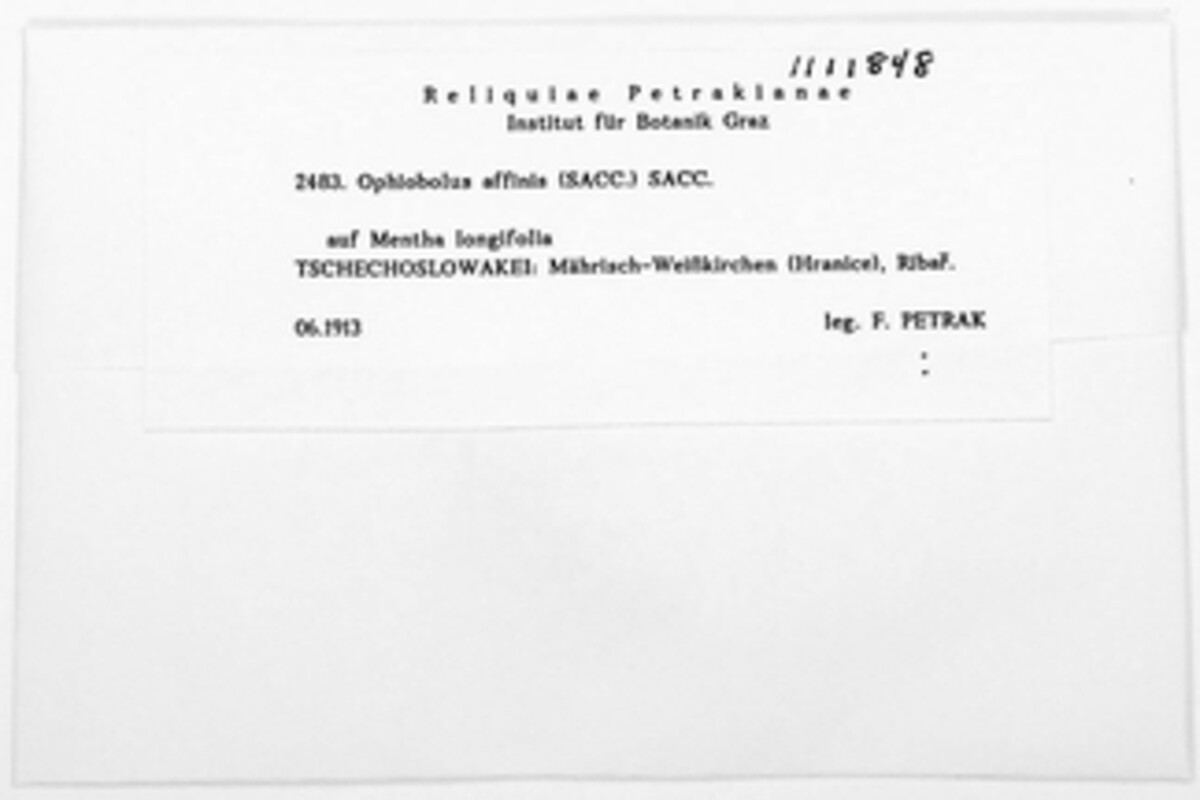 1111848
Reliquiae Petrakianae
Institut für Botanik Graz
2483. Ophiobolus affinis (SACC.) SACC.
auf Mentha longifolia
TSCHECHOSLOWAKEI: Mährisch-Weißkirchen (Hranice), Ribař.
06.1913
leg. F. PETRAK